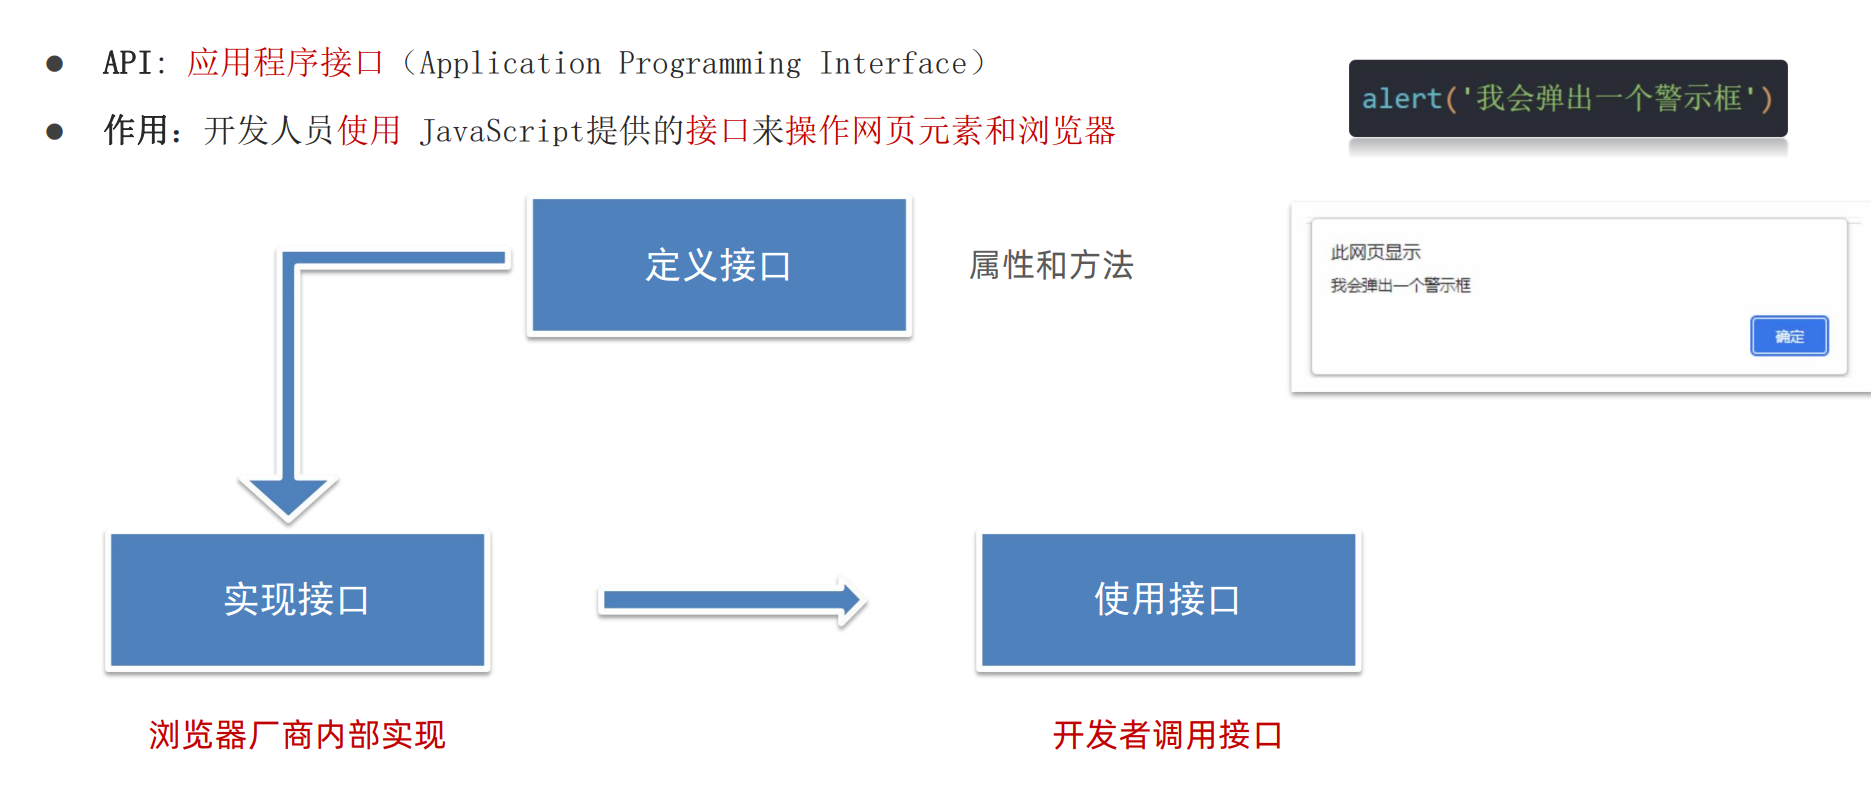 API: 应用程序接口（Application Programming Interface）
作用：开发人员使用 JavaScript提供的接口来操作网页元素和浏览器
alert('我会弹出一个警示框')
定义接口
属性和方法
此网页显示
我会弹出一个警示框
确定
实现接口
使用接口
浏览器厂商内部实现
开发者调用接口